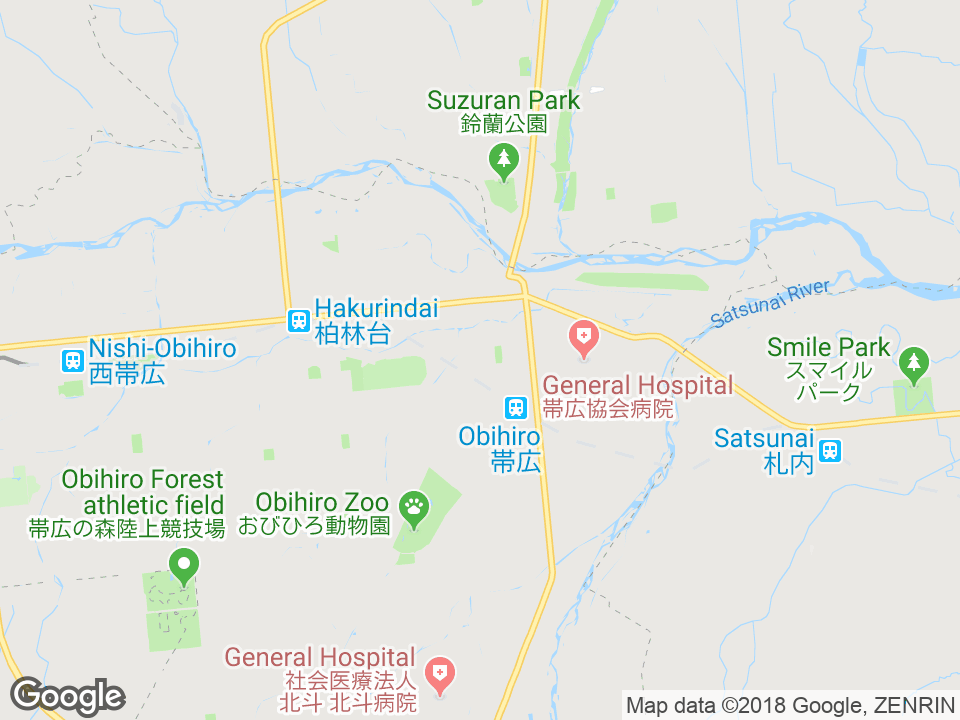 Suzuran Park
鈴蘭公園
Satsunai River
Hakurindai
柏林台
Nishi-Obihiro
西帯広
Smile Park
スマイル
パーク
General Hospital
帯広協会病院
Obihiro
帯広
Satsunai
札内
Obihiro Forest
athletic field
帯広の森陸上競技場
Obihiro Zoo
おびひろ動物園
General Hospital
社会医療法人
北斗 北斗病院
Google
Map data ©2018 Google, ZENRIN